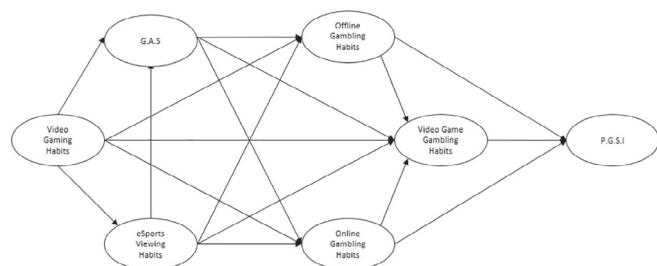 G.A.S
Offline
Gambling
Habits
Video
Gaming
Habits
Video Game
Gambling
Habits
P.G.S.I
eSports
Viewing
Habits
Online
Gambling
Habits